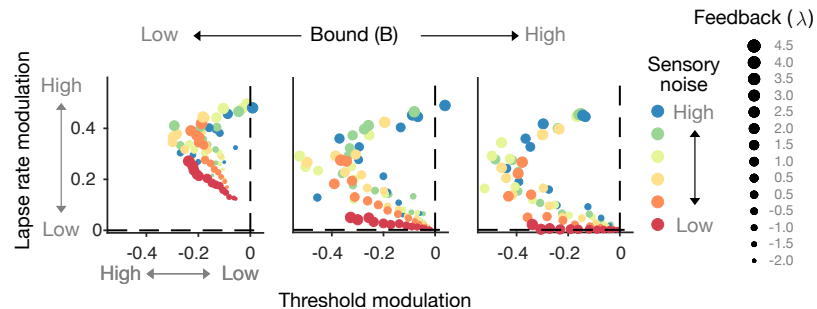 Low
Bound (B)
High
Feedback (λ)
Sensory
noise
High
Low
4.5
4.0
3.5
3.0
2.5
2.0
1.5
1.0
0.5
0.5
-0.5
-1.0
-1.5
-2.0
Lapse rate modulation
High
Low
0.4
0.2
0
-0.4
-0.2
0
-0.4
-0.2
0
-0.4
-0.2
0
High
Low
Threshold modulation